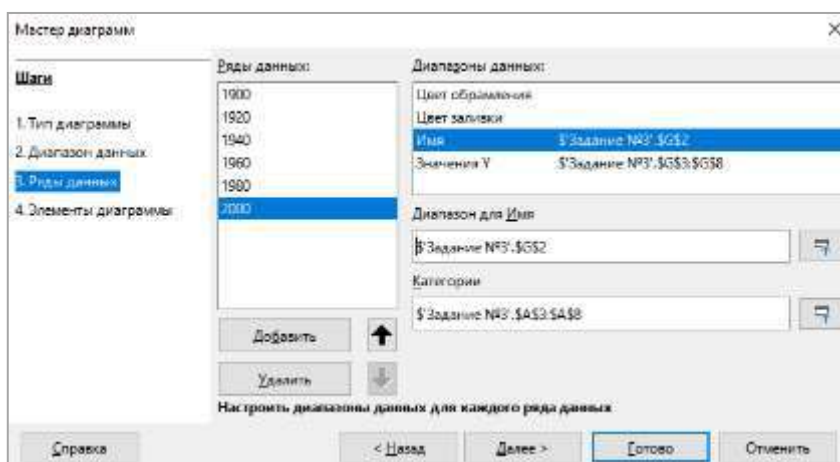 Мастер диаграмм
Шаги
1. Тип диаграммы
2. Диапазон данных
3. Ряды данных
4. Элементы диаграммы
Ряды данных:
1900
1920
1940
1960
1980
2000
Добавить
Удалить
Диапазоны данных:
Цвет обрамления
Цвет заливки
Имя $'Задание №3'.$G$2
Значения Y $'Задание №3'.$G$3:$G$8
Диапазон для Имя
$'Задание №3'.$G$2
Категории
$'Задание №3'.$A$3:$A$8
Настроить диапазоны данных для каждого ряда данных
Справка
< Назад
Далее >
Готово
Отменить